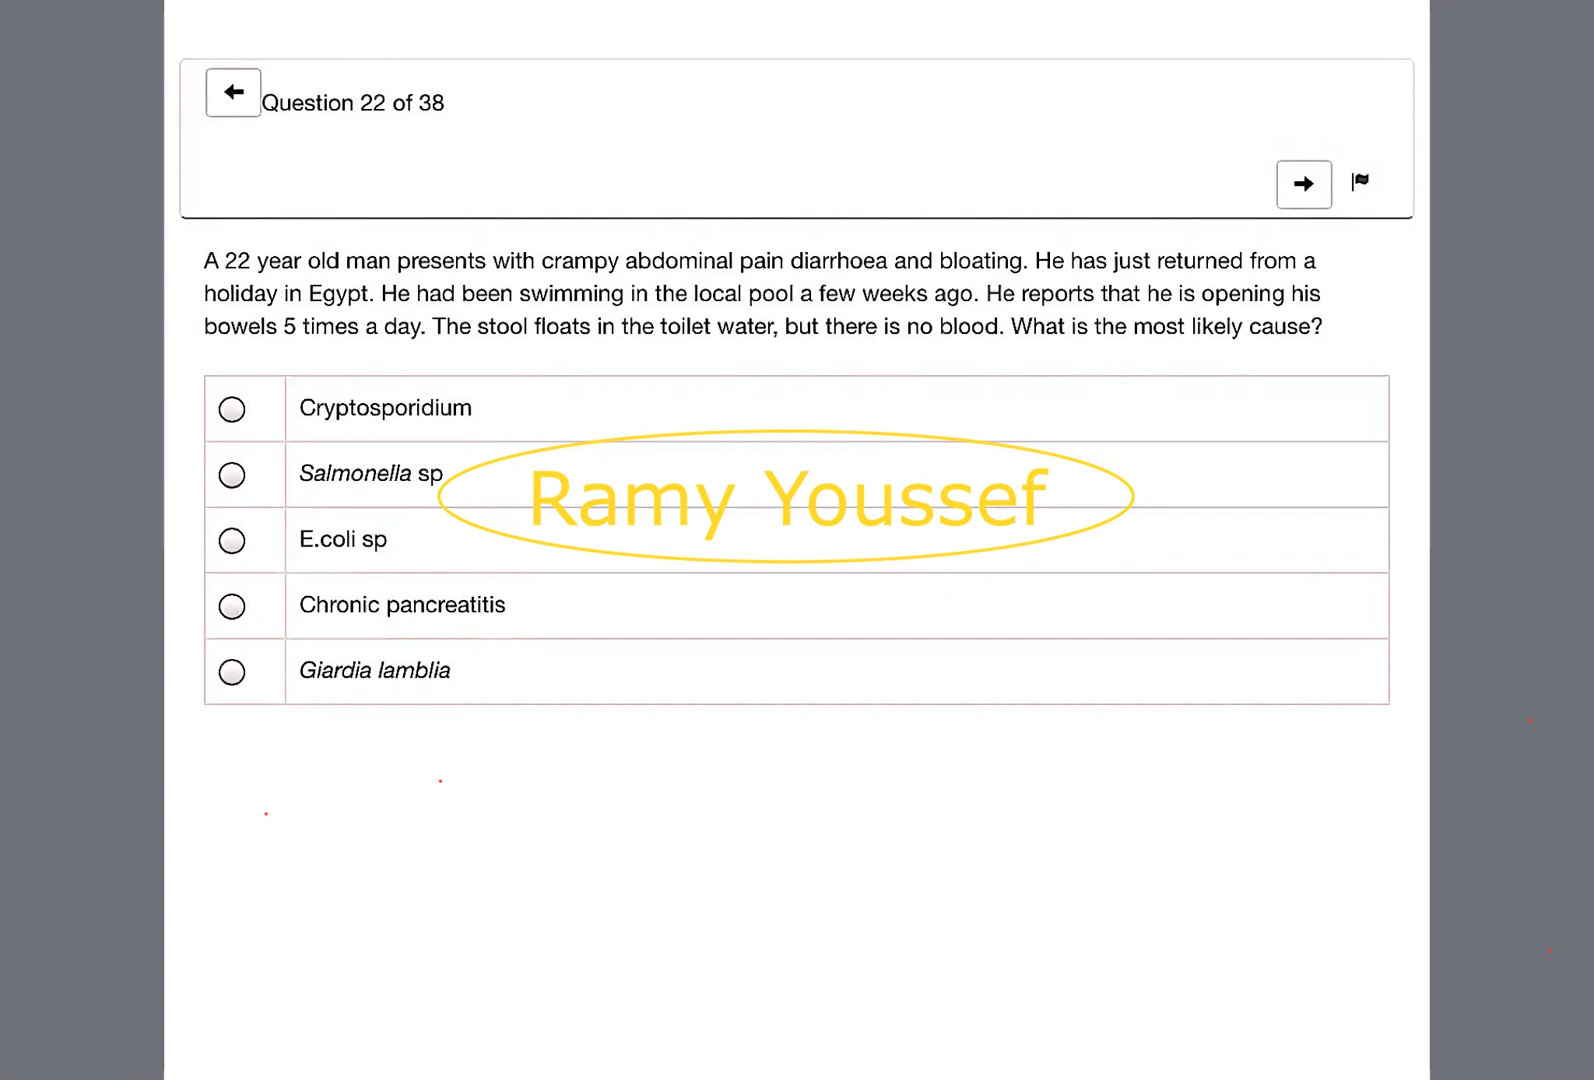 Question 22 of 38
A 22 year old man presents with crampy abdominal pain diarrhoea and bloating. He has just returned from a
holiday in Egypt. He had been swimming in the local pool a few weeks ago. He reports that he is opening his
bowels 5 times a day. The stool floats in the toilet water, but there is no blood. What is the most likely cause?
Cryptosporidium
Salmonella sp
Ramy Youssef
E.coli sp
Chronic pancreatitis
Giardia lamblia